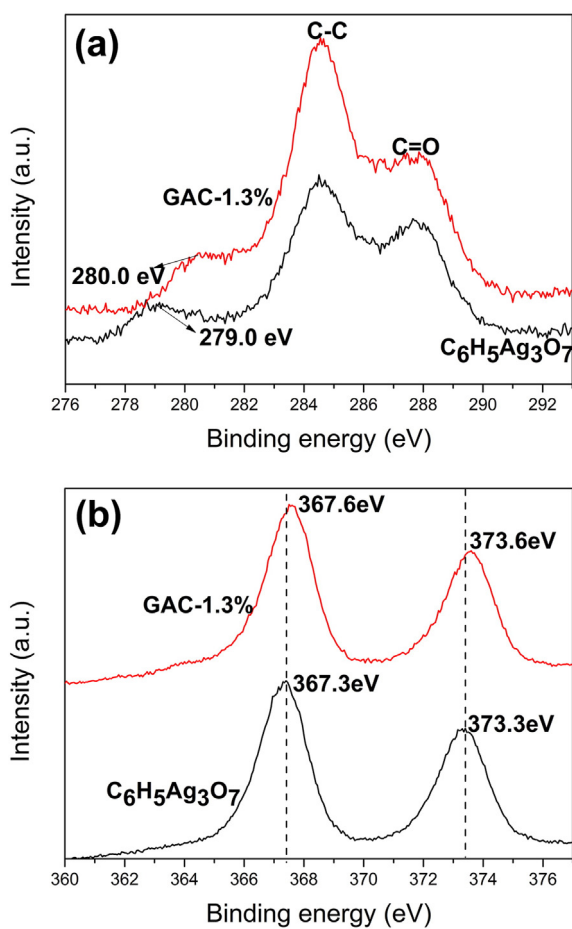 (a)
C-C
C=O
GAC-1.3%
280.0 eV
279.0 eV
C6H5Ag3O7
Intensity (a.u.)
276 278 280 282 284 286 288 290 292
Binding energy (eV)
(b)
367.6eV
373.6eV
GAC-1.3%
367.3eV
373.3eV
C6H5Ag3O7
Intensity (a.u.)
360 362 364 366 368 370 372 374 376
Binding energy (eV)